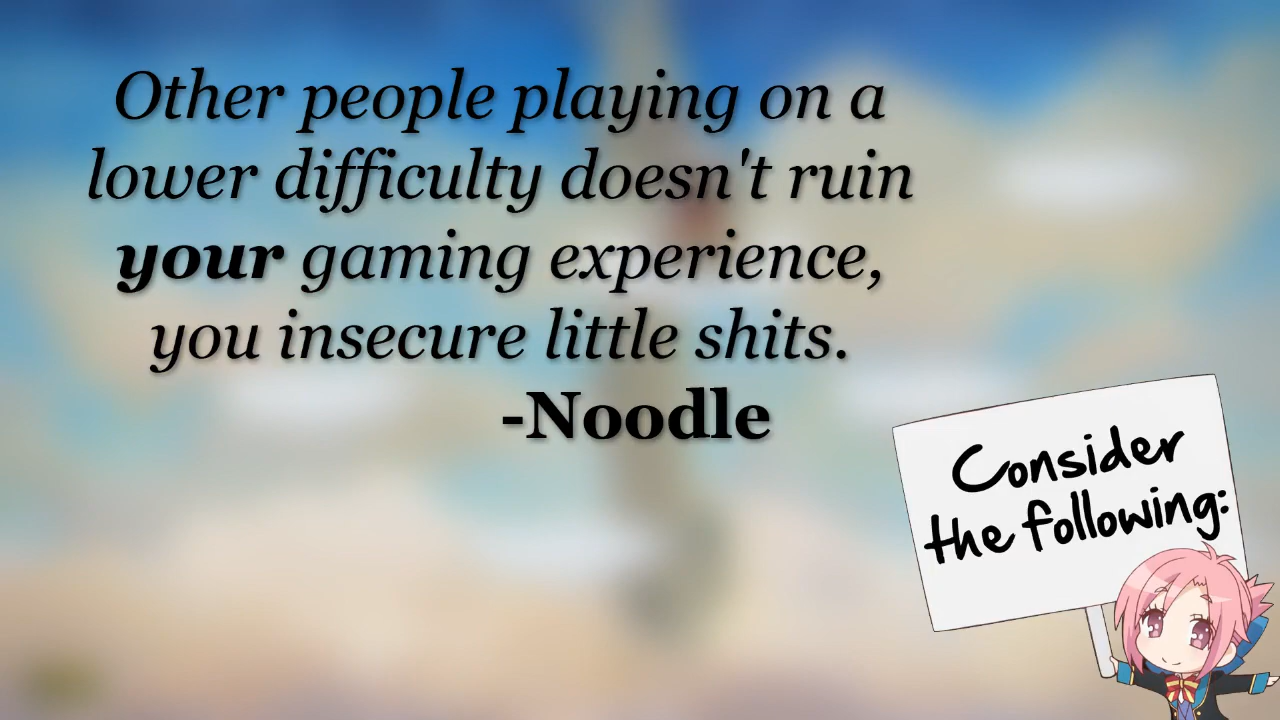 Other people playing on a
lower difficulty doesn't ruin
your gaming experience,
you insecure little shits.
-Noodle
Consider
the following: